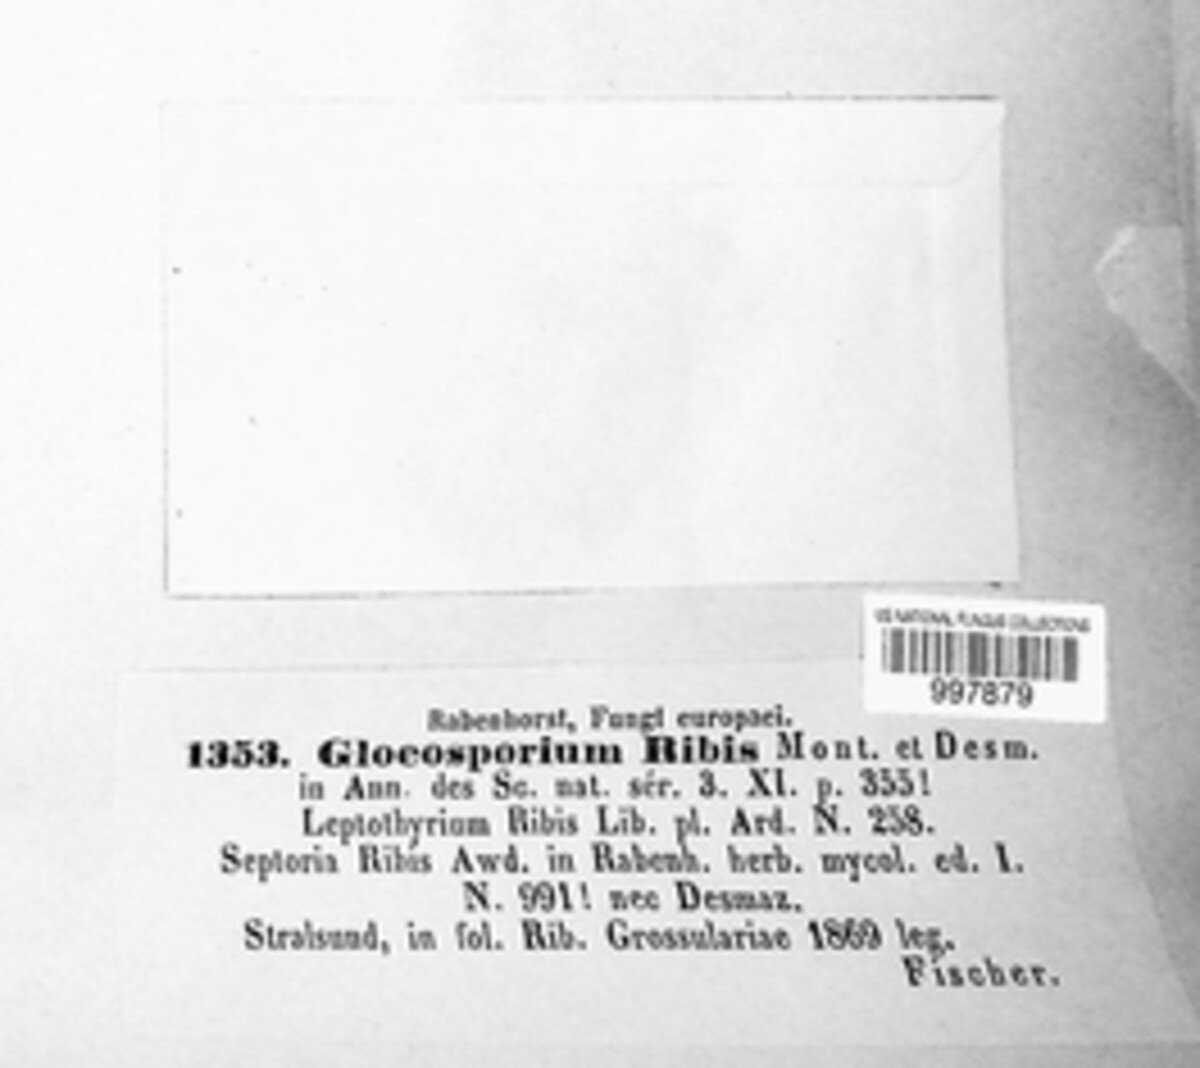 US NATIONAL FUNGUS COLLECTIONS
997879
Rabenhorst, Fungi europaei.
1353. Gloeosporium Ribis Mont. et Desm.
in Ann. des Sc. nat. sér. 3. XI. p. 355!
Leptothyrium Ribis Lib. pl. Ard. N. 258.
Septoria Ribis Awd. in Rabenh. herb. mycol. ed. I.
N. 991! nec Desmaz.
Stralsund, in fol. Rib. Grossulariae 1869 leg.
Fischer.